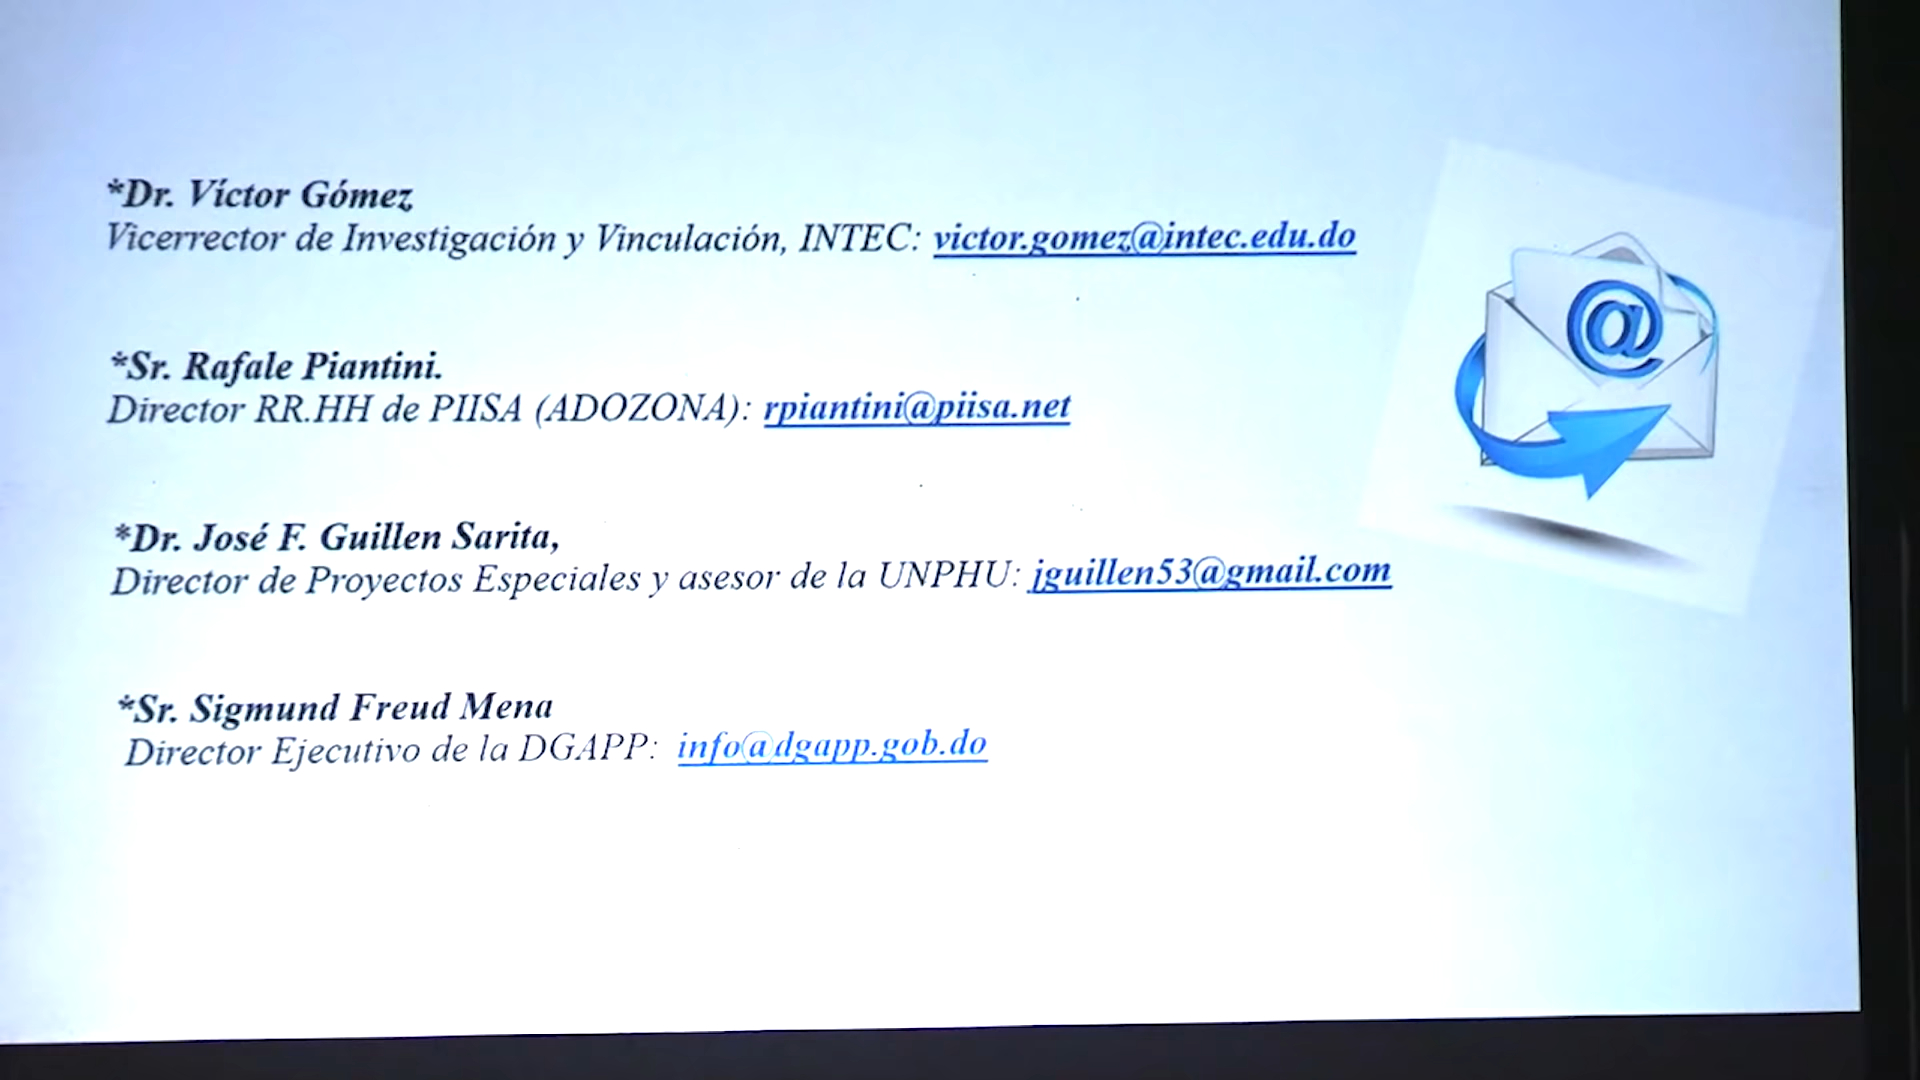 *Dr. Víctor Gómez
Vicerrector de Investigación y Vinculación, INTEC: victor.gomez@intec.edu.do
*Sr. Rafale Piantini.
Director RR.HH de PIISA (ADOZONA): rpiantini@piisa.net
*Dr. José F. Guillen Sarita,
Director de Proyectos Especiales y asesor de la UNPHU: jguillen53@gmail.com
*Sr. Sigmund Freud Mena
Director Ejecutivo de la DGAPP: info@dgapp.gob.do
@